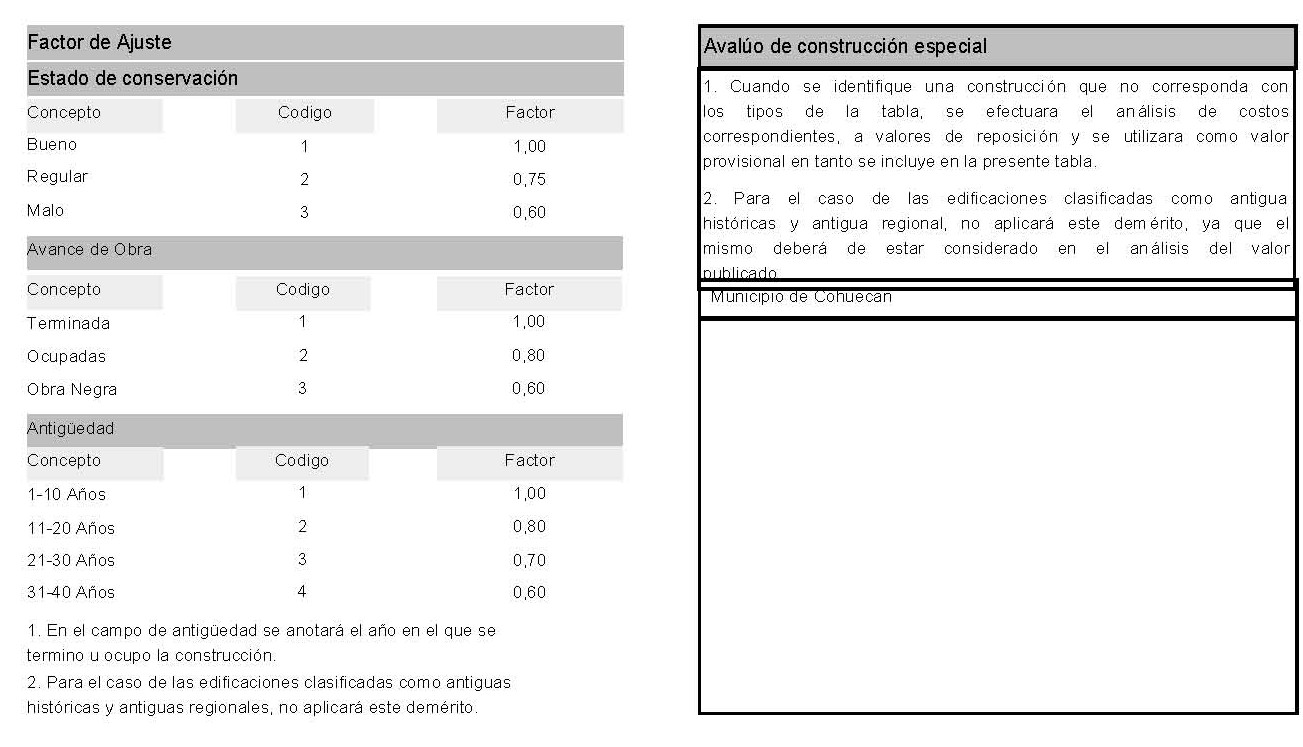 Factor de Ajuste
Estado de conservación
Concepto Codigo Factor
Bueno 1 1,00
Regular 2 0,75
Malo 3 0,60
Avance de Obra
Concepto Codigo Factor
Terminada 1 1,00
Ocupadas 2 0,80
Obra Negra 3 0,60
Antigüedad
Concepto Codigo Factor
1-10 Años 1 1,00
11-20 Años 2 0,80
21-30 Años 3 0,70
31-40 Años 4 0,60
1. En el campo de antigüedad se anotará el año en el que se
termino u ocupo la construcción.
2. Para el caso de las edificaciones clasificadas como antiguas
históricas y antiguas regionales, no aplicará este demérito.
Avalúo de construcción especial
1. Cuando se identifique una construcción que no corresponda con
los tipos de la tabla, se efectuara el análisis de costos
correspondientes, a valores de reposición y se utilizara como valor
provisional en tanto se incluye en la presente tabla.
2. Para el caso de las edificaciones clasificadas como antigua
históricas y antigua regional, no aplicará este demérito, ya que el
mismo deberá de estar considerado en el análisis del valor
publicado
Municipio de Cohuecan